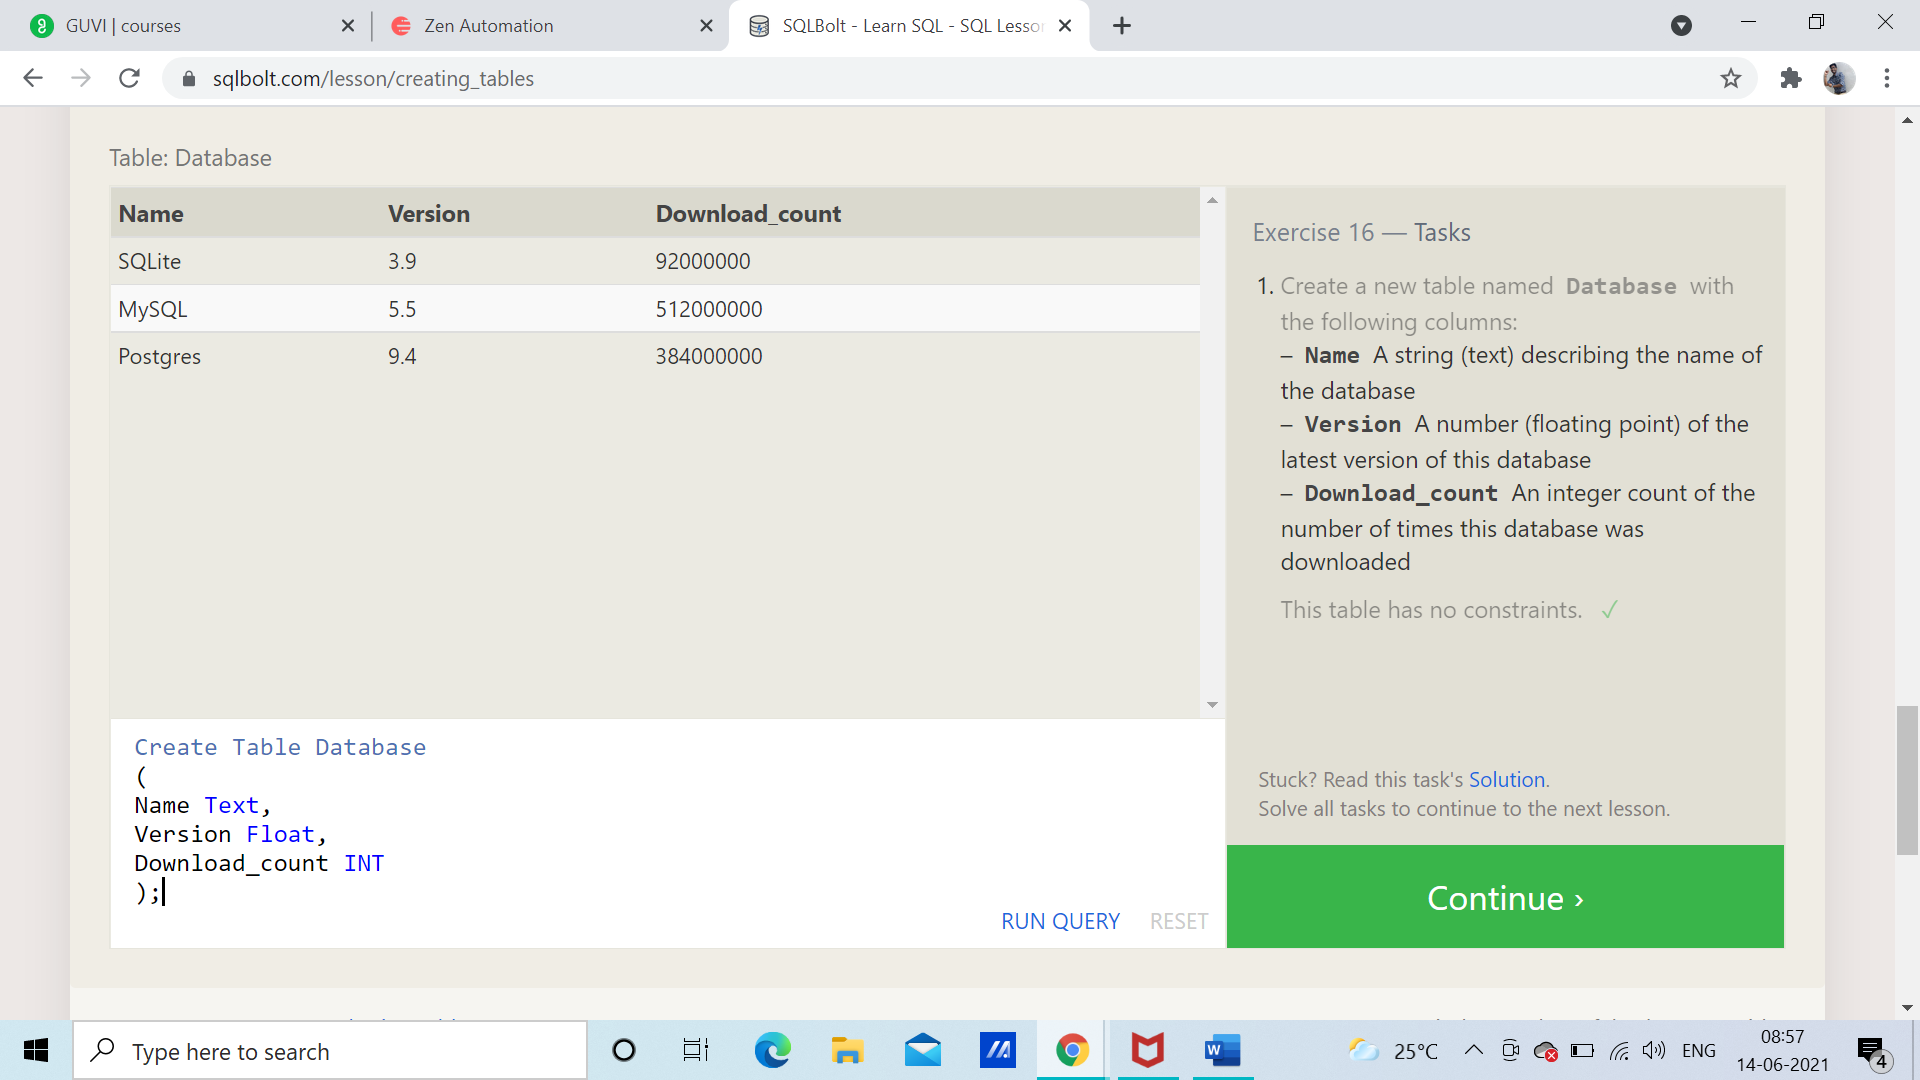 GUVI | courses
Zen Automation
SQLBolt - Learn SQL - SQL Lesson
sqlbolt.com/lesson/creating_tables
Table: Database
Name Version Download_count
SQLite 3.9 92000000
MySQL 5.5 512000000
Postgres 9.4 384000000
Exercise 16 — Tasks
1. Create a new table named Database with
the following columns:
– Name A string (text) describing the name of
the database
– Version A number (floating point) of the
latest version of this database
– Download_count An integer count of the
number of times this database was
downloaded
This table has no constraints. ✓
Stuck? Read this task's Solution.
Solve all tasks to continue to the next lesson.
Continue ›
Create Table Database
(
Name Text,
Version Float,
Download_count INT
);
RUN QUERY RESET
Type here to search
25°C
ENG
08:57
14-06-2021
4